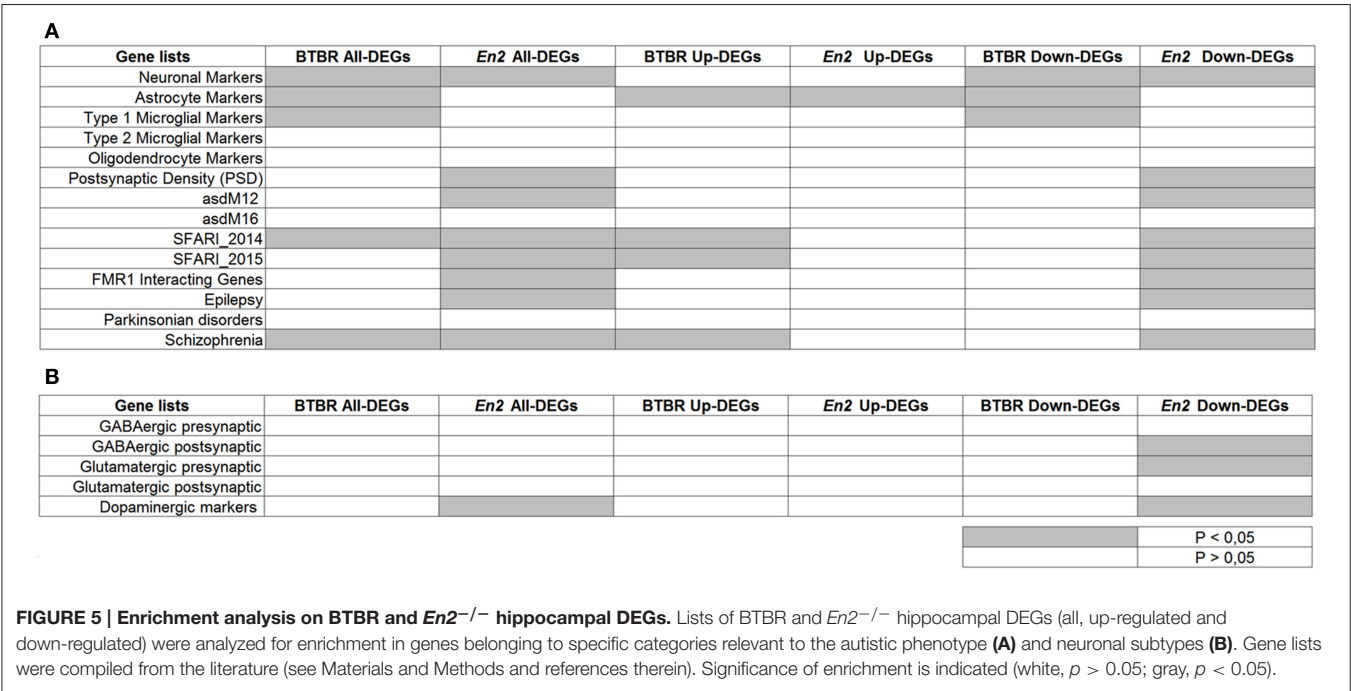 A
Gene lists BTBR All-DEGs En2 All-DEGs BTBR Up-DEGs En2 Up-DEGs BTBR Down-DEGs En2 Down-DEGs
Neuronal Markers
Astrocyte Markers
Type 1 Microglial Markers
Type 2 Microglial Markers
Oligodendrocyte Markers
Postsynaptic Density (PSD)
asdM12
asdM16
SFARI_2014
SFARI_2015
FMR1 Interacting Genes
Epilepsy
Parkinsonian disorders
Schizophrenia
B
Gene lists BTBR All-DEGs En2 All-DEGs BTBR Up-DEGs En2 Up-DEGs BTBR Down-DEGs En2 Down-DEGs
GABAergic presynaptic
GABAergic postsynaptic
Glutamatergic presynaptic
Glutamatergic postsynaptic
Dopaminergic markers
P < 0,05
P > 0,05
FIGURE 5 | Enrichment analysis on BTBR and En2−/− hippocampal DEGs. Lists of BTBR and En2−/− hippocampal DEGs (all, up-regulated and
down-regulated) were analyzed for enrichment in genes belonging to specific categories relevant to the autistic phenotype (A) and neuronal subtypes (B). Gene lists
were compiled from the literature (see Materials and Methods and references therein). Significance of enrichment is indicated (white, p > 0.05; gray, p < 0.05).